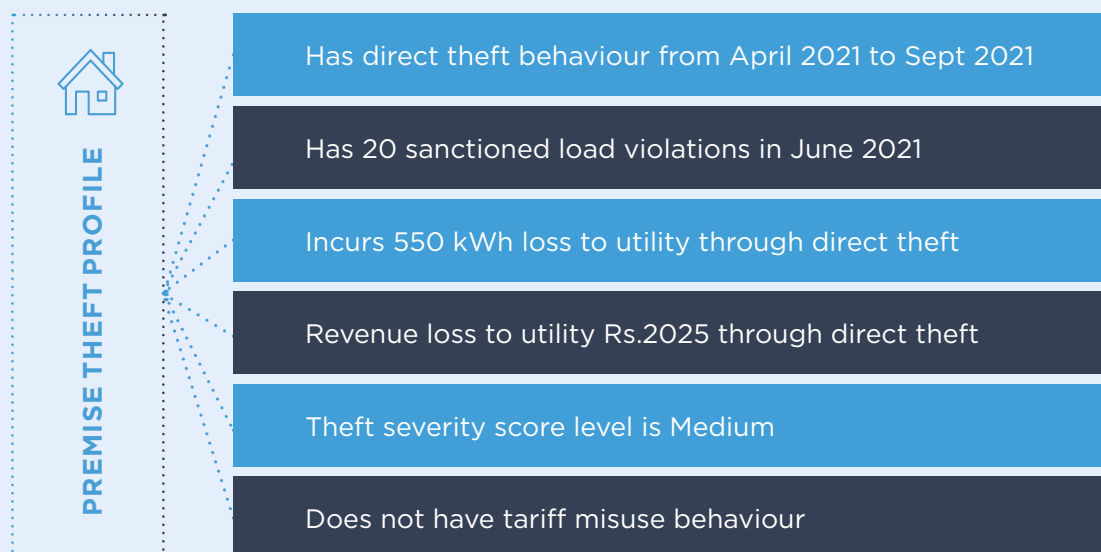 PREMISE THEFT PROFILE
Has direct theft behaviour from April 2021 to Sept 2021
Has 20 sanctioned load violations in June 2021
Incurs 550 kWh loss to utility through direct theft
Revenue loss to utility Rs.2025 through direct theft
Theft severity score level is Medium
Does not have tariff misuse behaviour